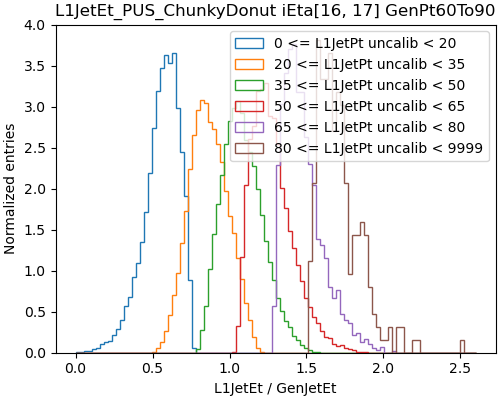 L1JetEt_PUS_ChunkyDonut iEta[16, 17] GenPt60To90
4.0
3.5
3.0
2.5
2.0
1.5
1.0
0.5
0.0
Normalized entries
0 <= L1JetPt uncalib < 20
20 <= L1JetPt uncalib < 35
35 <= L1JetPt uncalib < 50
50 <= L1JetPt uncalib < 65
65 <= L1JetPt uncalib < 80
80 <= L1JetPt uncalib < 9999
0.0 0.5 1.0 1.5 2.0 2.5
L1JetEt / GenJetEt